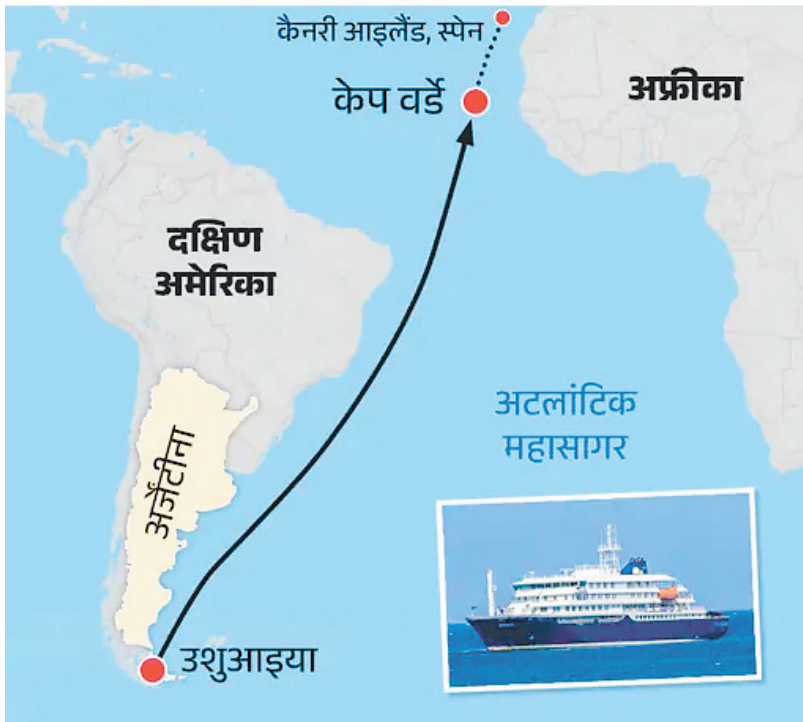 कैनरी आइलैंड, स्पेन
केप वर्डे
अफ्रीका
दक्षिण
अमेरिका
अटलांटिक
महासागर
अर्जेंटीना
उशुआइया